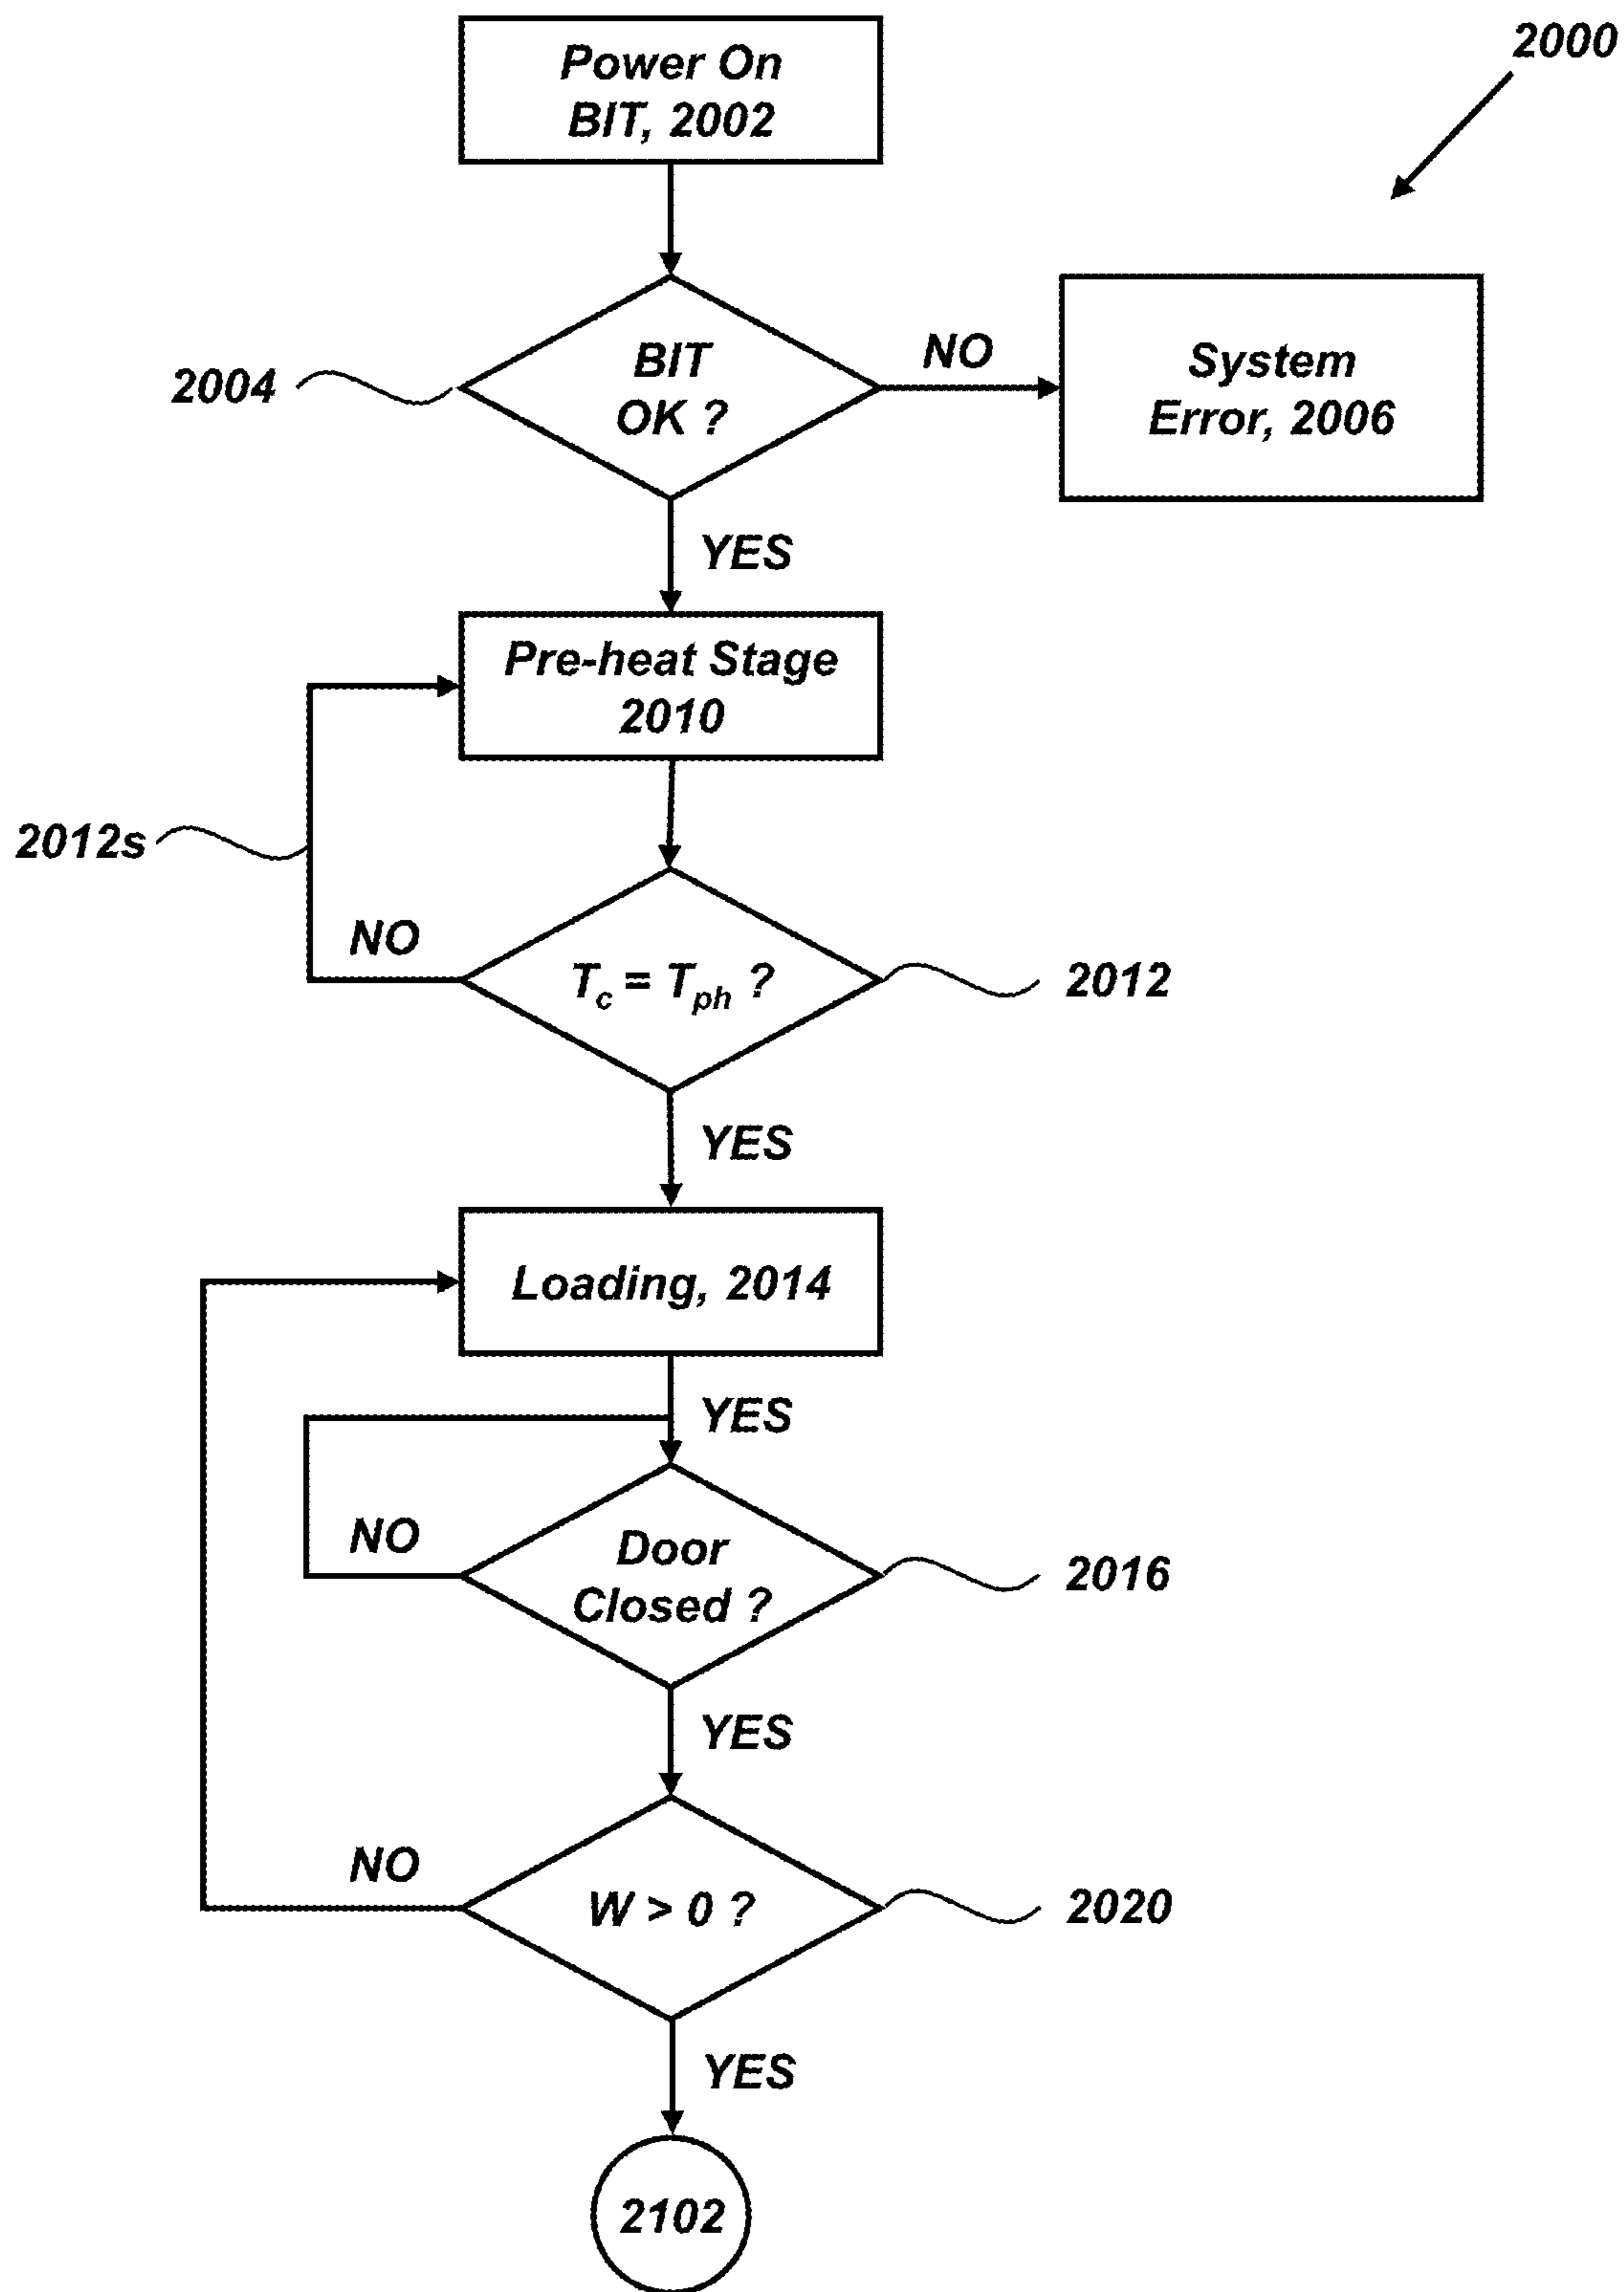 Power On
BIT, 2002
2000
BIT
OK ?
2004
NO
System
Error, 2006
YES
Pre-heat Stage
2010
2012s
NO
Tc = Tph ?
2012
YES
Loading, 2014
YES
NO
Door
Closed ?
2016
YES
NO
W > 0 ?
2020
YES
2102